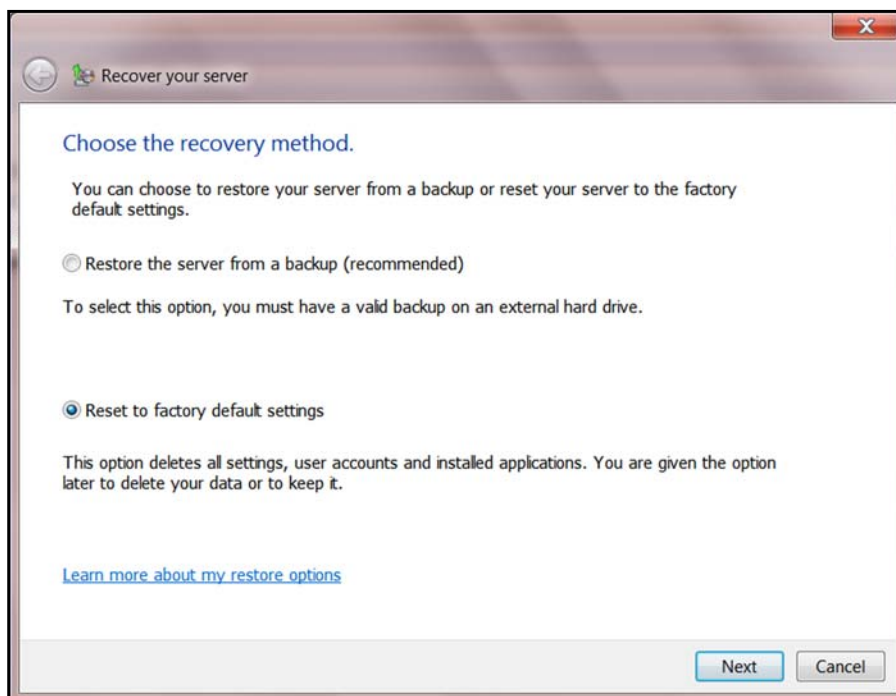 Recover your server
Choose the recovery method.
You can choose to restore your server from a backup or reset your server to the factory
default settings.
Restore the server from a backup (recommended)
To select this option, you must have a valid backup on an external hard drive.
Reset to factory default settings
This option deletes all settings, user accounts and installed applications. You are given the option
later to delete your data or to keep it.
Learn more about my restore options
Next
Cancel